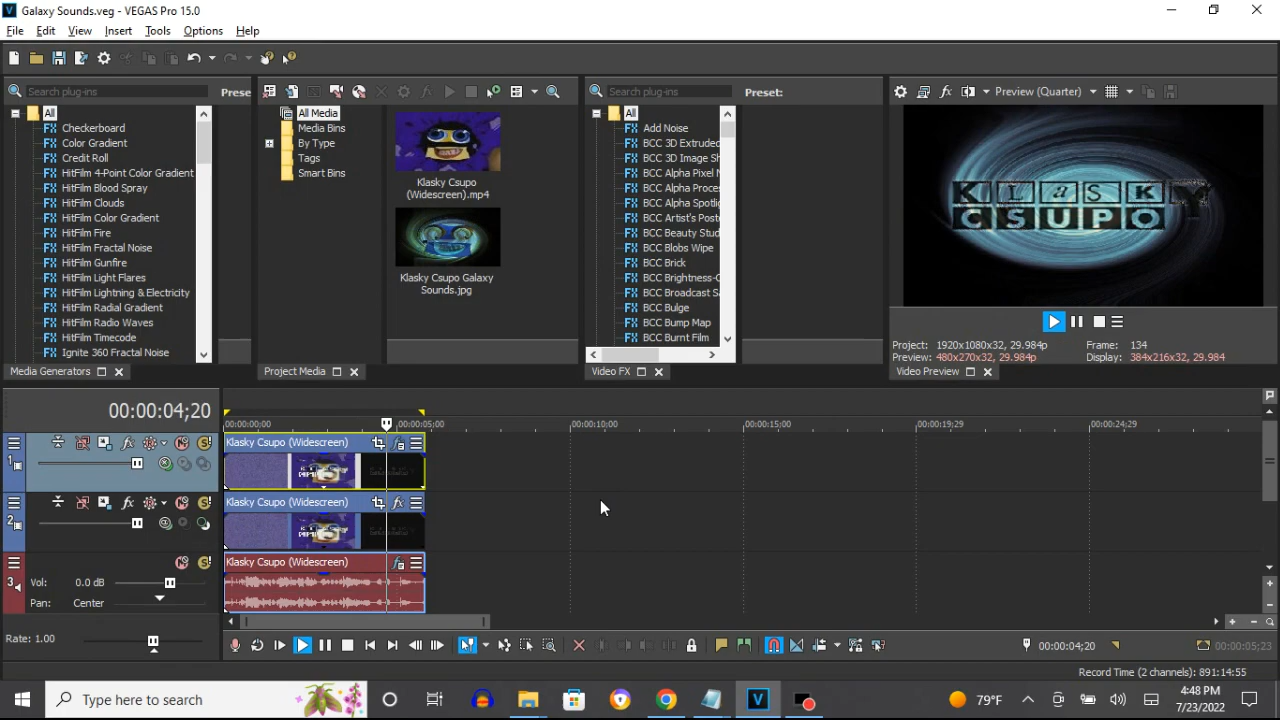 Galaxy Sounds.veg - VEGAS Pro 15.0
File Edit View Insert Tools Options Help
Search plug-ins
Prese
All
Checkerboard
Color Gradient
Credit Roll
HitFilm 4-Point Color Gradient
HitFilm Blood Spray
HitFilm Clouds
HitFilm Color Gradient
HitFilm Fire
HitFilm Fractal Noise
HitFilm Gunfire
HitFilm Light Flares
HitFilm Lightning & Electricity
HitFilm Radial Gradient
HitFilm Radio Waves
HitFilm Timecode
Ignite 360 Fractal Noise
Media Generators
All Media
Media Bins
By Type
Tags
Smart Bins
Klasky Csupo
(Widescreen).mp4
Klasky Csupo Galaxy
Sounds.jpg
Project Media
Search plug-ins
Preset:
All
Add Noise
BCC 3D Extruded
BCC 3D Image Sh
BCC Alpha Pixel N
BCC Alpha Proces
BCC Alpha Spotlig
BCC Artist's Poste
BCC Beauty Stud
BCC Blobs Wipe
BCC Brick
BCC Brightness-C
BCC Broadcast Sa
BCC Bulge
BCC Bump Map
BCC Burnt Film
Video FX
Preview (Quarter)
KlasKY
CSUPO
Project: 1920x1080x32, 29.984p
Frame: 134
Preview: 480x270x32, 29.984p
Display: 384x216x32, 29.984
Video Preview
00:00:04;20
00:00:00;00
00:00:05;00
00:00:10;00
00:00:15;00
00:00:19;29
00:00:24;29
1
Klasky Csupo (Widescreen)
2
Klasky Csupo (Widescreen)
3
Klasky Csupo (Widescreen)
Vol: 0.0 dB
Pan: Center
Rate: 1.00
00:00:04;20
00:00:05;23
Record Time (2 channels): 891:14:55
Type here to search
79°F
4:48 PM
7/23/2022